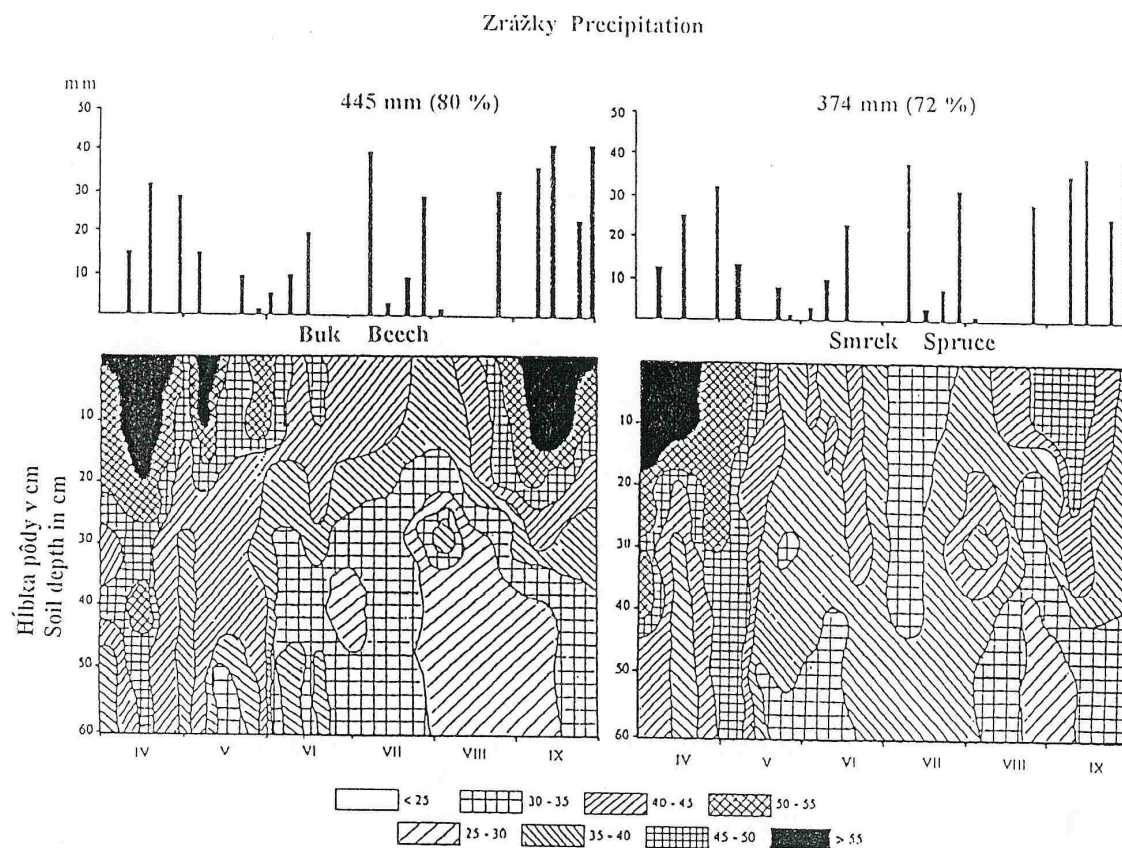 Zrážky Precipitation
mm
445 mm (80 %)
374 mm (72 %)
50
40
30
20
10
50
40
30
20
10
Buk Beech
Smrek Spruce
Hĺbka pôdy v cm
Soil depth in cm
10
20
30
40
50
60
10
20
30
40
50
60
IV V VI VII VIII IX
IV V VI VII VIII IX
< 25 30 - 35 40 - 45 50 - 55
25 - 30 35 - 40 45 - 50 > 55